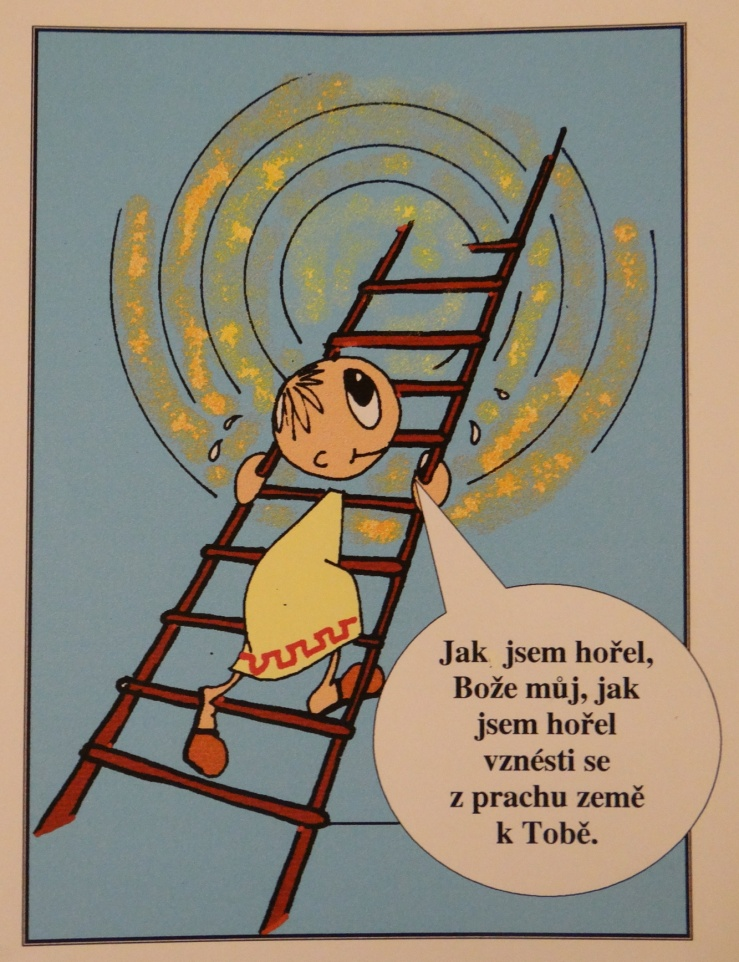 Jak jsem hořel,
Bože můj, jak
jsem hořel
vznésti se
z prachu země
k Tobě.